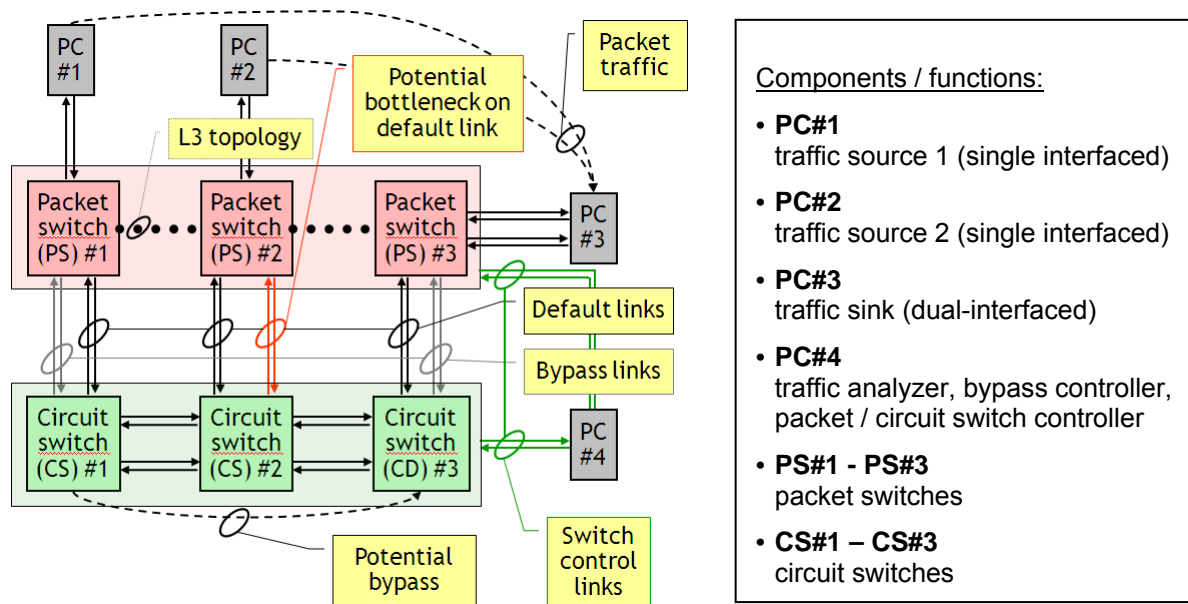 PC
#1
PC
#2
Potential
bottleneck on
default link
Packet
traffic
L3 topology
Packet
switch
(PS) #1
Packet
switch
(PS) #2
Packet
switch
(PS) #3
PC
#3
Default links
Bypass links
Circuit
switch
(CS) #1
Circuit
switch
(CS) #2
Circuit
switch
(CD) #3
PC
#4
Potential
bypass
Switch
control
links
Components / functions:
• PC#1
traffic source 1 (single interfaced)
• PC#2
traffic source 2 (single interfaced)
• PC#3
traffic sink (dual-interfaced)
• PC#4
traffic analyzer, bypass controller,
packet / circuit switch controller
• PS#1 - PS#3
packet switches
• CS#1 – CS#3
circuit switches